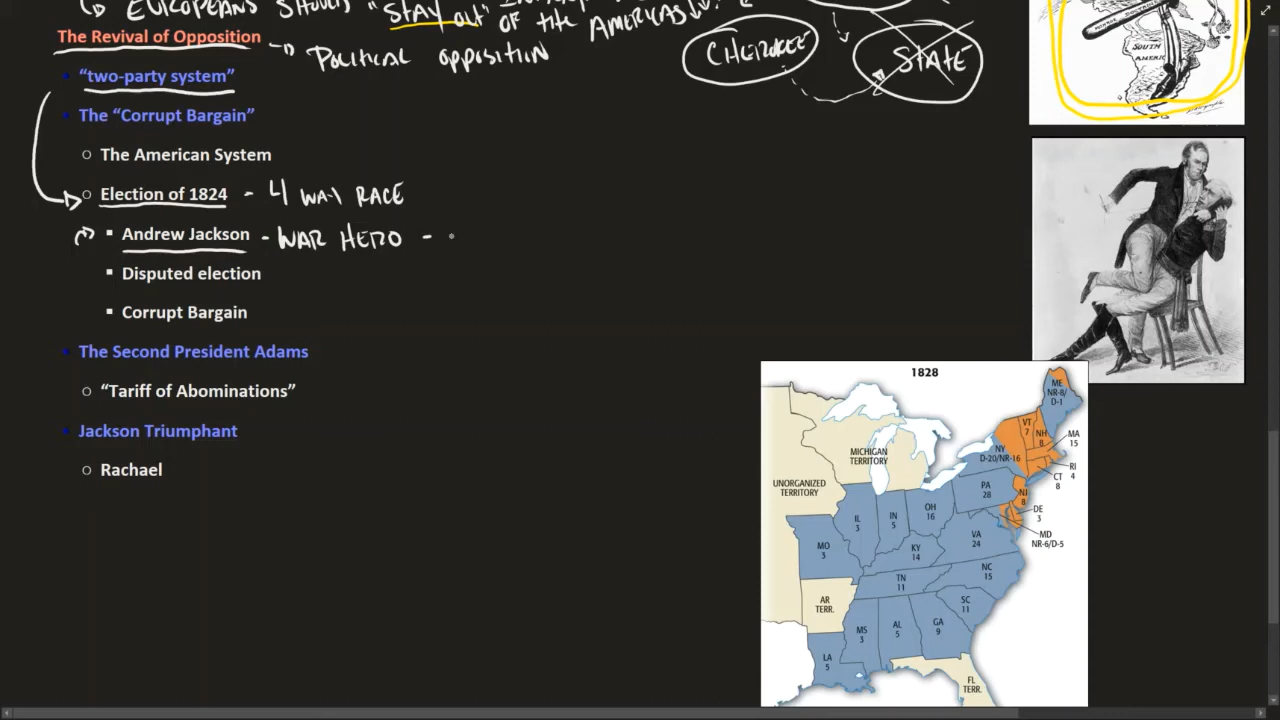 ↳ EUROPEANS SHOULD "STAY OUT" OF THE AMERICAS
The Revival of Opposition → POLITICAL OPPOSITION
CHEROKEE
STATE
SOUTH
"two-party system"
The "Corrupt Bargain"
The American System
Election of 1824 - 4 WAY RACE
Andrew Jackson - WAR HERO -
Disputed election
Corrupt Bargain
The Second President Adams
"Tariff of Abominations"
Jackson Triumphant
Rachael
1828
ME
NR-8/
D-1
VT
7
NH
8
MA
15
NY
D-20/NR-16
RI
4
CT
8
MICHIGAN
TERRITORY
UNORGANIZED
TERRITORY
PA
28
NJ
8
DE
3
MD
NR-6/D-5
IL
3
IN
5
OH
16
VA
24
MO
3
KY
14
NC
15
TN
11
AR
TERR.
SC
11
MS
3
AL
5
GA
9
LA
5
FL
TERR.